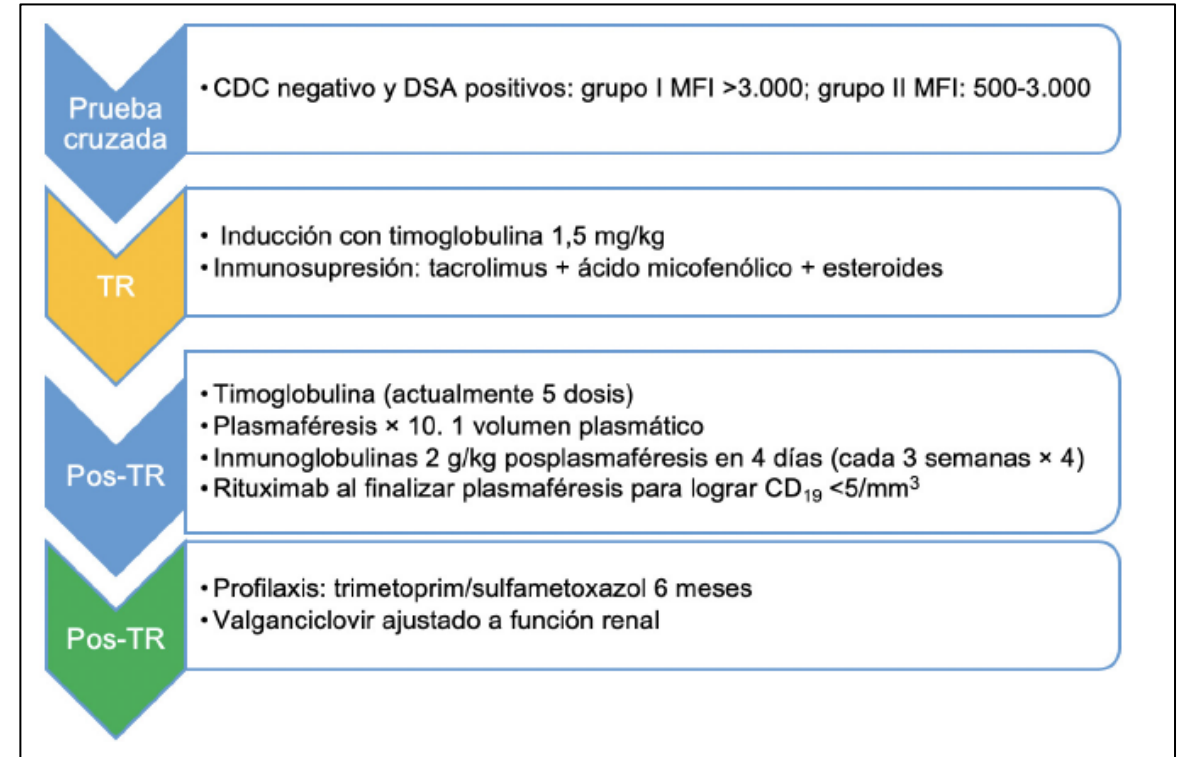 Prueba
cruzada
• CDC negativo y DSA positivos: grupo I MFI >3.000; grupo II MFI: 500-3.000
TR
• Inducción con timoglobulina 1,5 mg/kg
• Inmunosupresión: tacrolimus + ácido micofenólico + esteroides
Pos-TR
• Timoglobulina (actualmente 5 dosis)
• Plasmaféresis × 10. 1 volumen plasmático
• Inmunoglobulinas 2 g/kg posplasmaféresis en 4 días (cada 3 semanas × 4)
• Rituximab al finalizar plasmaféresis para lograr CD₁₉ <5/mm³
Pos-TR
• Profilaxis: trimetoprim/sulfametoxazol 6 meses
• Valganciclovir ajustado a función renal